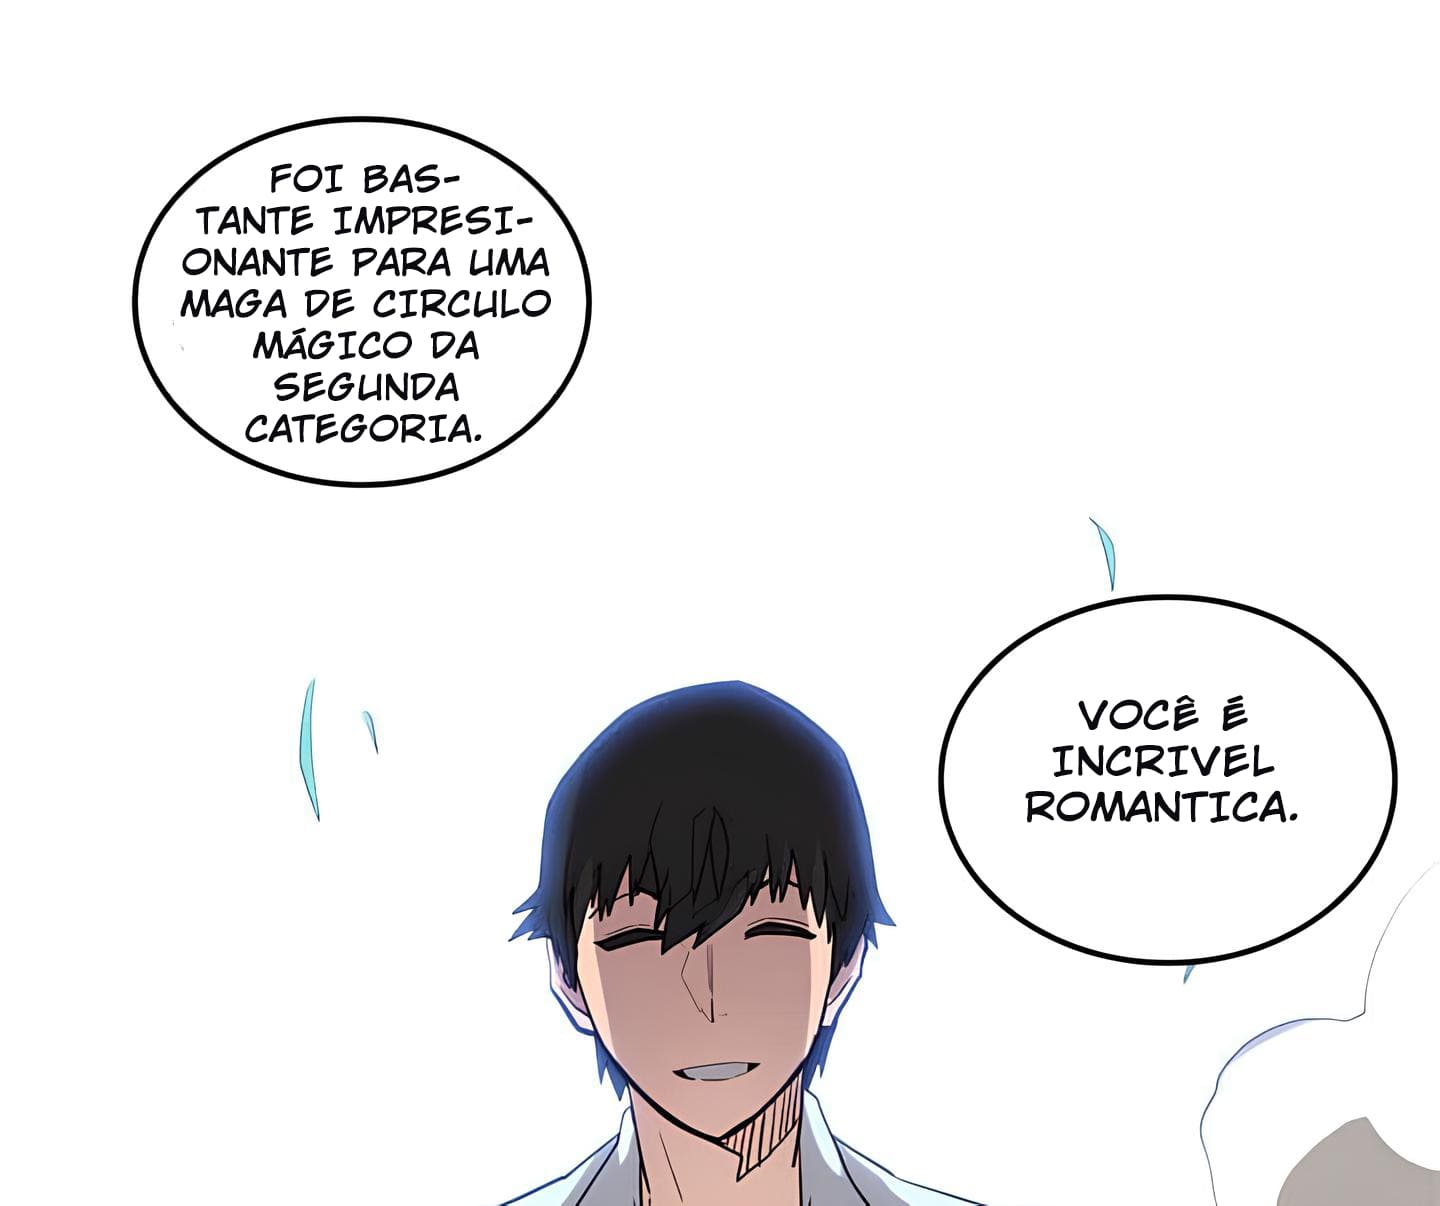 FOI BAS-
TANTE IMPRESI-
ONANTE PARA UMA
MAGA DE CIRCULO
MÁGICO DA
SEGUNDA
CATEGORIA.
VOCÊ É
INCRIVEL
ROMANTICA.